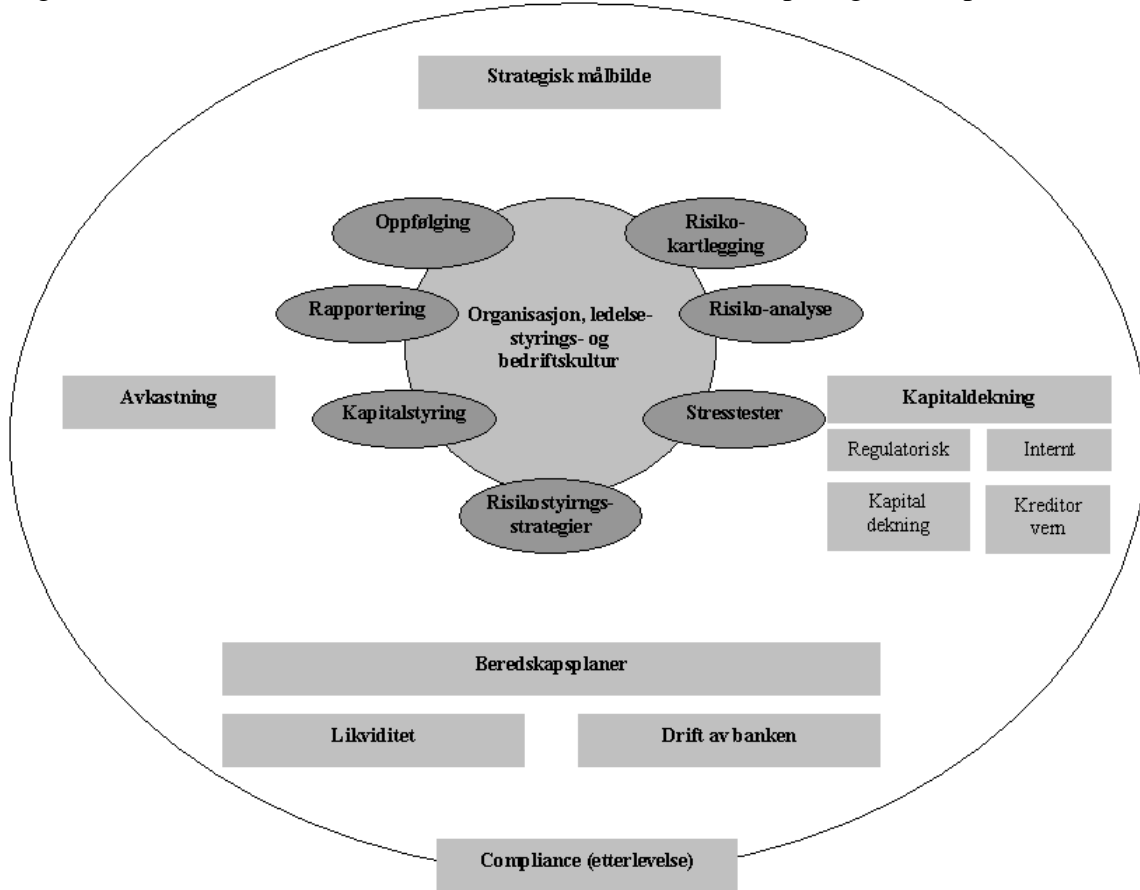 Strategisk målbilde
Oppfølging
Risiko-
kartlegging
Rapportering
Organisasjon, ledelse-
styrings- og
bedriftskultur
Risiko-analyse
Avkastning
Kapitalstyring
Stresstester
Kapitaldekning
Regulatorisk
Internt
Kapital
dekning
Kreditor
vern
Risikostyirngs-
strategier
Beredskapsplaner
Likviditet
Drift av banken
Compliance (etterlevelse)